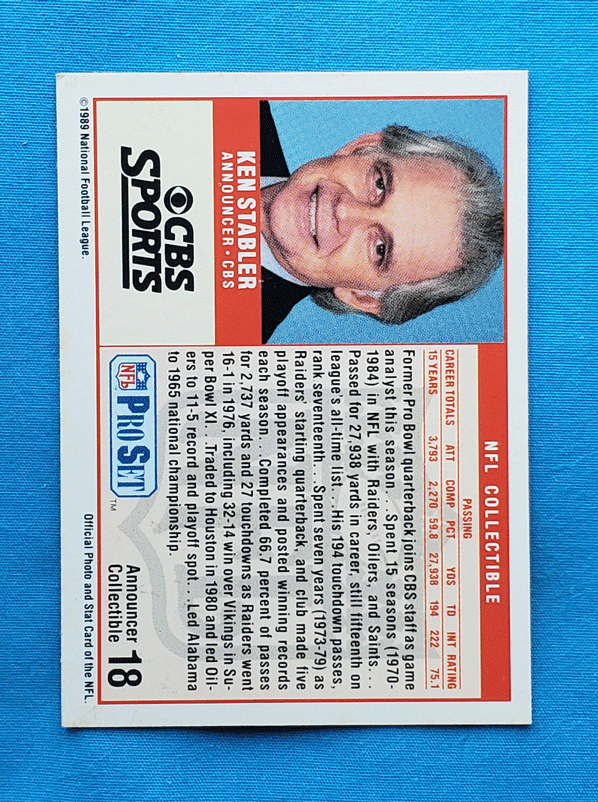 NFL COLLECTIBLE
KEN STABLER
ANNOUNCER • CBS
CBS
SPORTS
PASSING
CAREER TOTALS ATT COMP PCT YDS TD INT RATING
15 YEARS 3,793 2,270 59.8 27,938 194 222 75.1
Former Pro Bowl quarterback joins CBS staff as game
analyst this season. . . Spent 15 seasons (1970-
1984) in NFL with Raiders, Oilers, and Saints. . .
Passed for 27,938 yards in career, still fifteenth on
league's all-time list. . . His 194 touchdown passes,
rank seventeenth. . . Spent seven years (1973-79) as
Raiders' starting quarterback, and club made five
playoff appearances and posted winning records
each season. . . Completed 66.7 percent of passes
for 2,737 yards and 27 touchdowns as Raiders went
16-1 in 1976, including 32-14 win over Vikings in Su-
per Bowl XI. . . Traded to Houston in 1980 and led Oil-
ers to 11-5 record and playoff spot. . . Led Alabama
to 1965 national championship.
NFL PRO SET ™
Announcer
Collectible 18
©1989 National Football League.
Official Photo and Stat Card of the NFL.